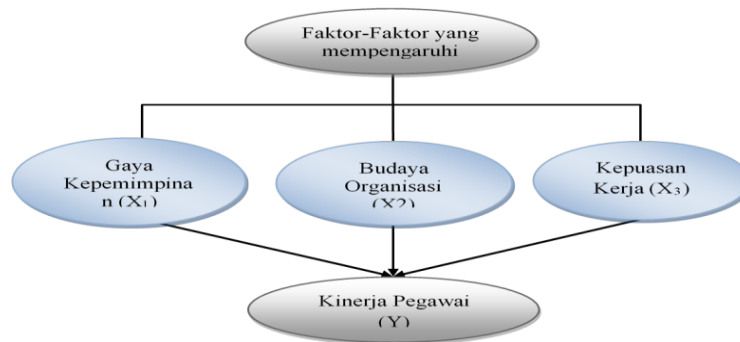 Faktor-Faktor yang
mempengaruhi
Gaya
Kepemimpina
n (X₁)
Budaya
Organisasi
(X2)
Kepuasan
Kerja (X₃)
Kinerja Pegawai
(Y)